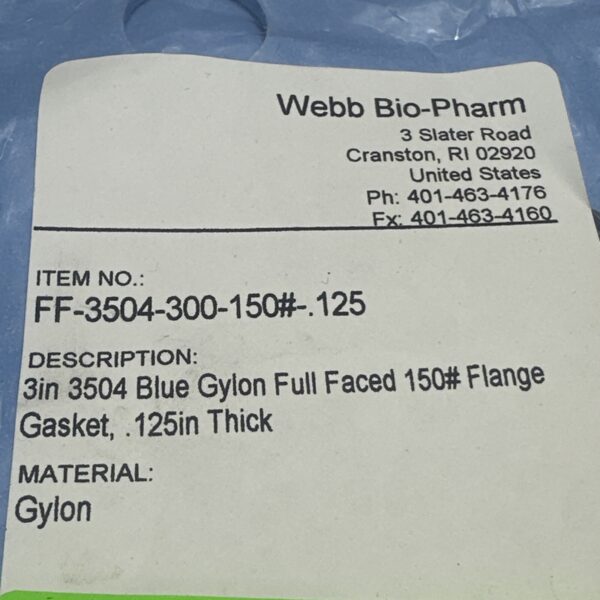 Webb Bio-Pharm
3 Slater Road
Cranston, RI 02920
United States
Ph: 401-463-4176
Fx: 401-463-4160
ITEM NO.:
FF-3504-300-150#-.125
DESCRIPTION:
3in 3504 Blue Gylon Full Faced 150# Flange
Gasket, .125in Thick
MATERIAL:
Gylon